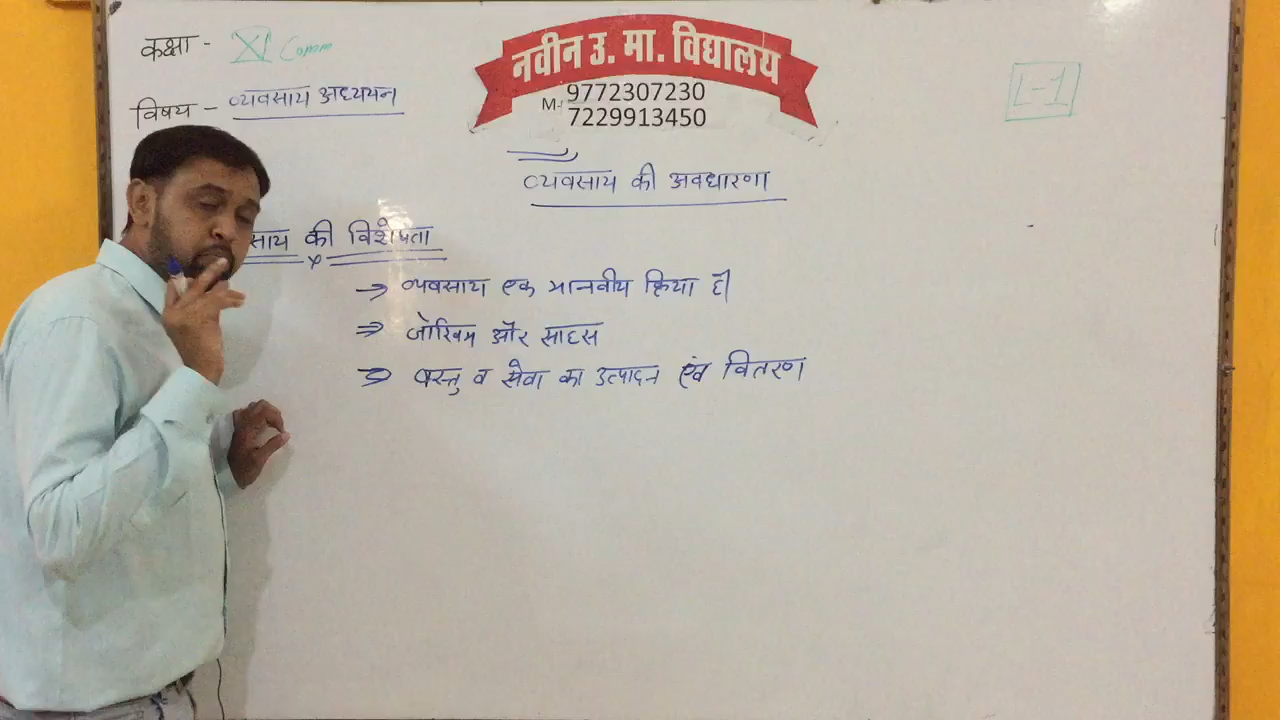 कक्षा - XI Comm
नवीन उ. मा. विद्यालय
M-: 9772307230
7229913450
L-1
विषय - व्यवसाय अध्ययन
व्यवसाय की अवधारणा
साय की विशेषता
→ व्यवसाय एक मानवीय क्रिया है।
⇒ जोखिम और साहस
⇒ वस्तु व सेवा का उत्पादन एंव वितरण